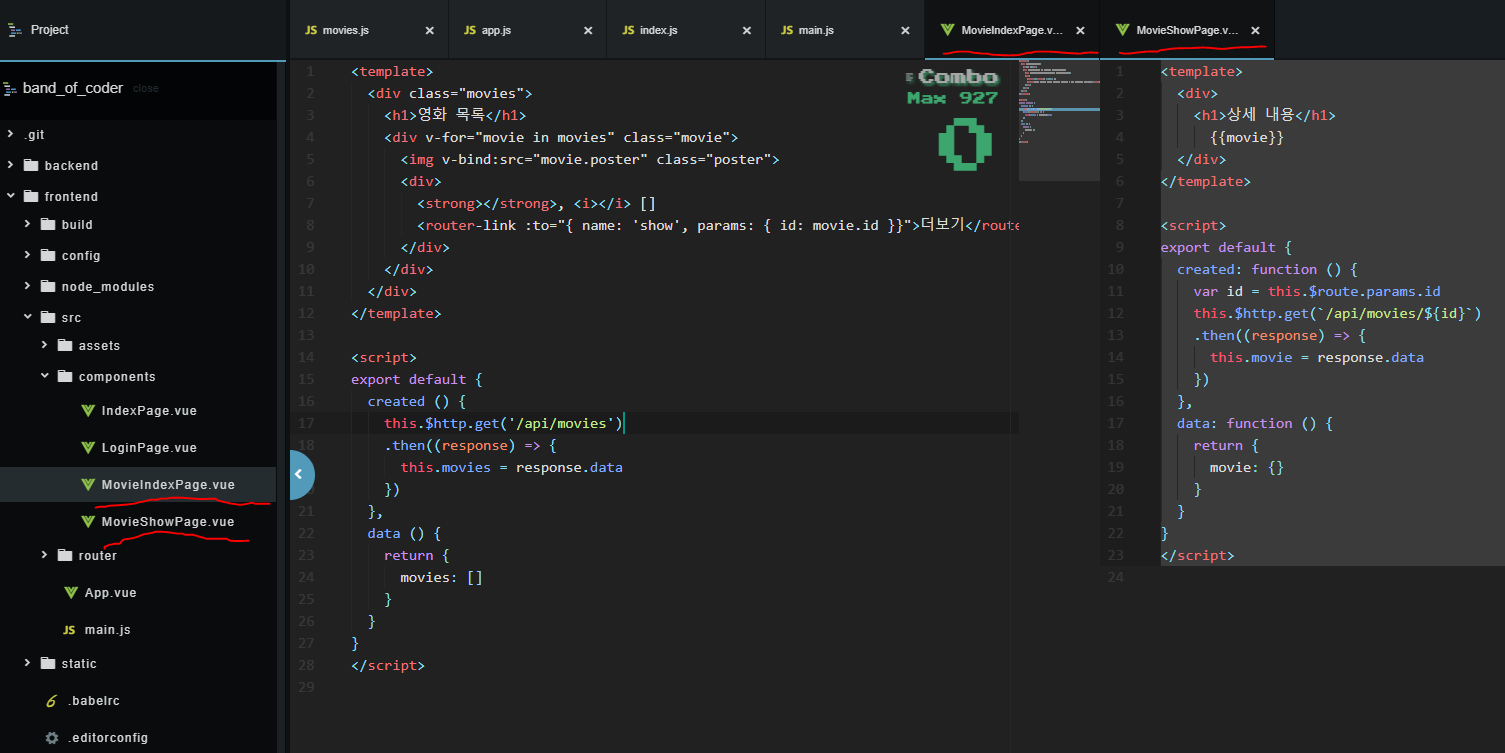 Project
movies.js
app.js
index.js
main.js
MovieIndexPage.v...
MovieShowPage.v...
band_of_coder close
.git
backend
frontend
build
config
node_modules
src
assets
components
IndexPage.vue
LoginPage.vue
MovieIndexPage.vue
MovieShowPage.vue
router
App.vue
JS main.js
static
.babelrc
.editorconfig
1 <template>
2 <div class="movies">
3 <h1>영화 목록</h1>
4 <div v-for="movie in movies" class="movie">
5 <img v-bind:src="movie.poster" class="poster">
6 <div>
7 <strong></strong>, <i></i> []
8 <router-link :to="{ name: 'show', params: { id: movie.id }}">더보기</route
9 </div>
10 </div>
11 </div>
12 </template>
13
14 <script>
15 export default {
16 created () {
17 this.$http.get('/api/movies')
18 .then((response) => {
this.movies = response.data
})
21 },
22 data () {
23 return {
24 movies: []
25 }
26 }
27 }
28 </script>
29
Combo
Max 927
0
1 <template>
2 <div>
3 <h1>상세 내용</h1>
4 {{movie}}
5 </div>
6 </template>
7
8 <script>
9 export default {
10 created: function () {
11 var id = this.$route.params.id
12 this.$http.get(`/api/movies/${id}`)
13 .then((response) => {
14 this.movie = response.data
15 })
16 },
17 data: function () {
18 return {
19 movie: {}
20 }
21 }
22 }
23 </script>
24